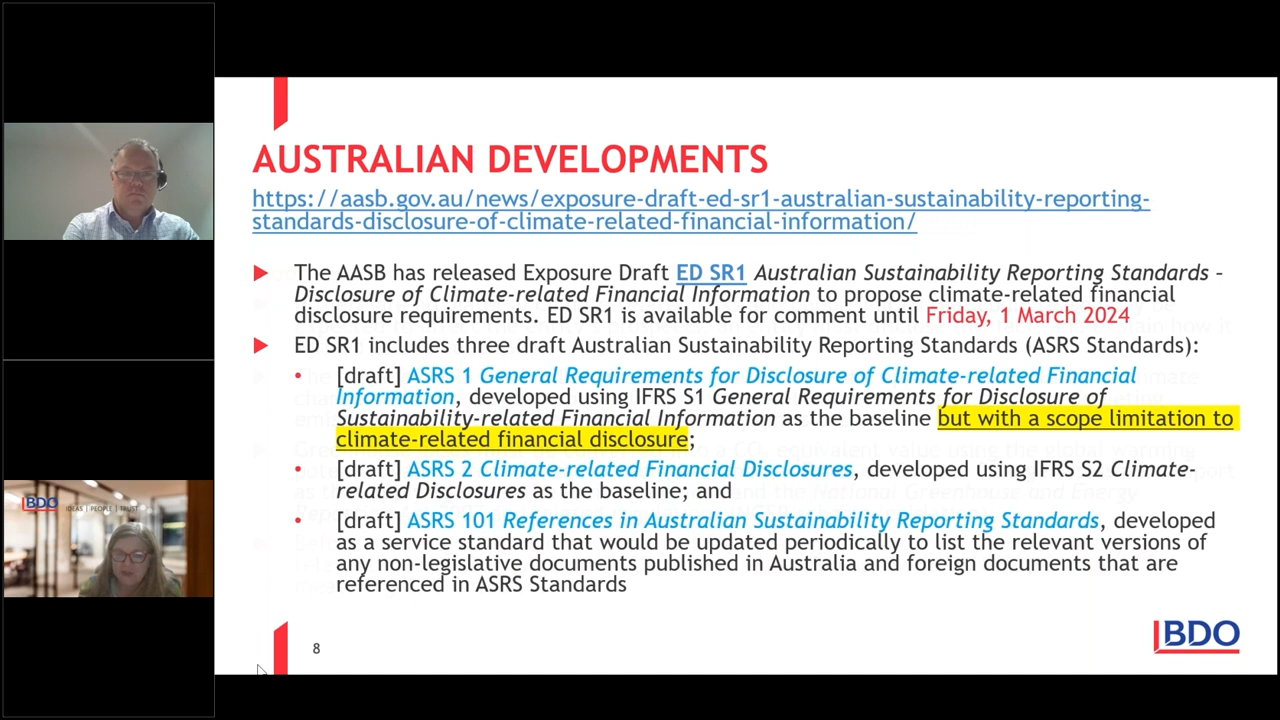 AUSTRALIAN DEVELOPMENTS
https://aasb.gov.au/news/exposure-draft-ed-sr1-australian-sustainability-reporting-
standards-disclosure-of-climate-related-financial-information/
The AASB has released Exposure Draft ED SR1 Australian Sustainability Reporting Standards –
Disclosure of Climate-related Financial Information to propose climate-related financial
disclosure requirements. ED SR1 is available for comment until Friday, 1 March 2024
ED SR1 includes three draft Australian Sustainability Reporting Standards (ASRS Standards):
[draft] ASRS 1 General Requirements for Disclosure of Climate-related Financial
Information, developed using IFRS S1 General Requirements for Disclosure of
Sustainability-related Financial Information as the baseline but with a scope limitation to
climate-related financial disclosure;
[draft] ASRS 2 Climate-related Financial Disclosures, developed using IFRS S2 Climate-
related Disclosures as the baseline; and
[draft] ASRS 101 References in Australian Sustainability Reporting Standards, developed
as a service standard that would be updated periodically to list the relevant versions of
any non-legislative documents published in Australia and foreign documents that are
referenced in ASRS Standards
8
BDO
BDO
IDEAS | PEOPLE | TRUST